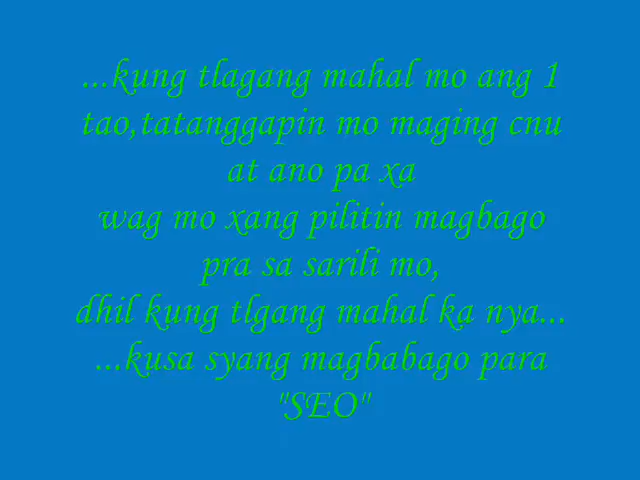 ...kung tlagang mahal mo ang 1
tao,tatanggapin mo maging cnu
at ano pa xa
wag mo xang pilitin magbago
pra sa sarili mo,
dhil kung tlgang mahal ka nya...
...kusa syang magbabago para
"SEO"